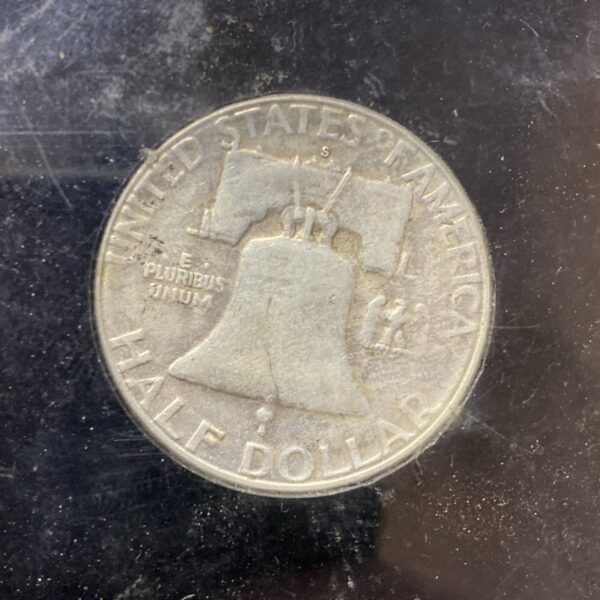 UNITED STATES OF AMERICA
S
E
PLURIBUS
UNUM
HALF DOLLAR